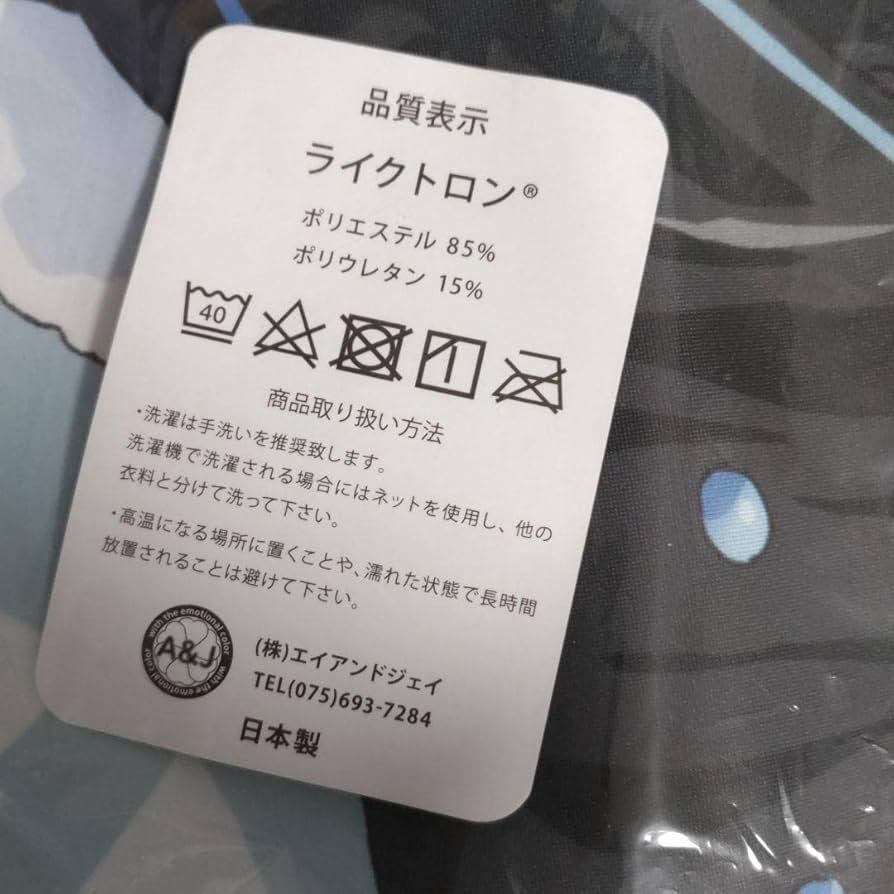 品質表示
ライクトロン®
ポリエステル 85%
ポリウレタン 15%
40
商品取り扱い方法
・洗濯は手洗いを推奨致します。
洗濯機で洗濯される場合にはネットを使用し、他の
衣料と分けて洗って下さい。
・高温になる場所に置くことや、濡れた状態で長時間
放置されることは避けて下さい。
with the emotional color
A&J
with the emotional color
(株)エイアンドジェイ
TEL(075)693-7284
日本製